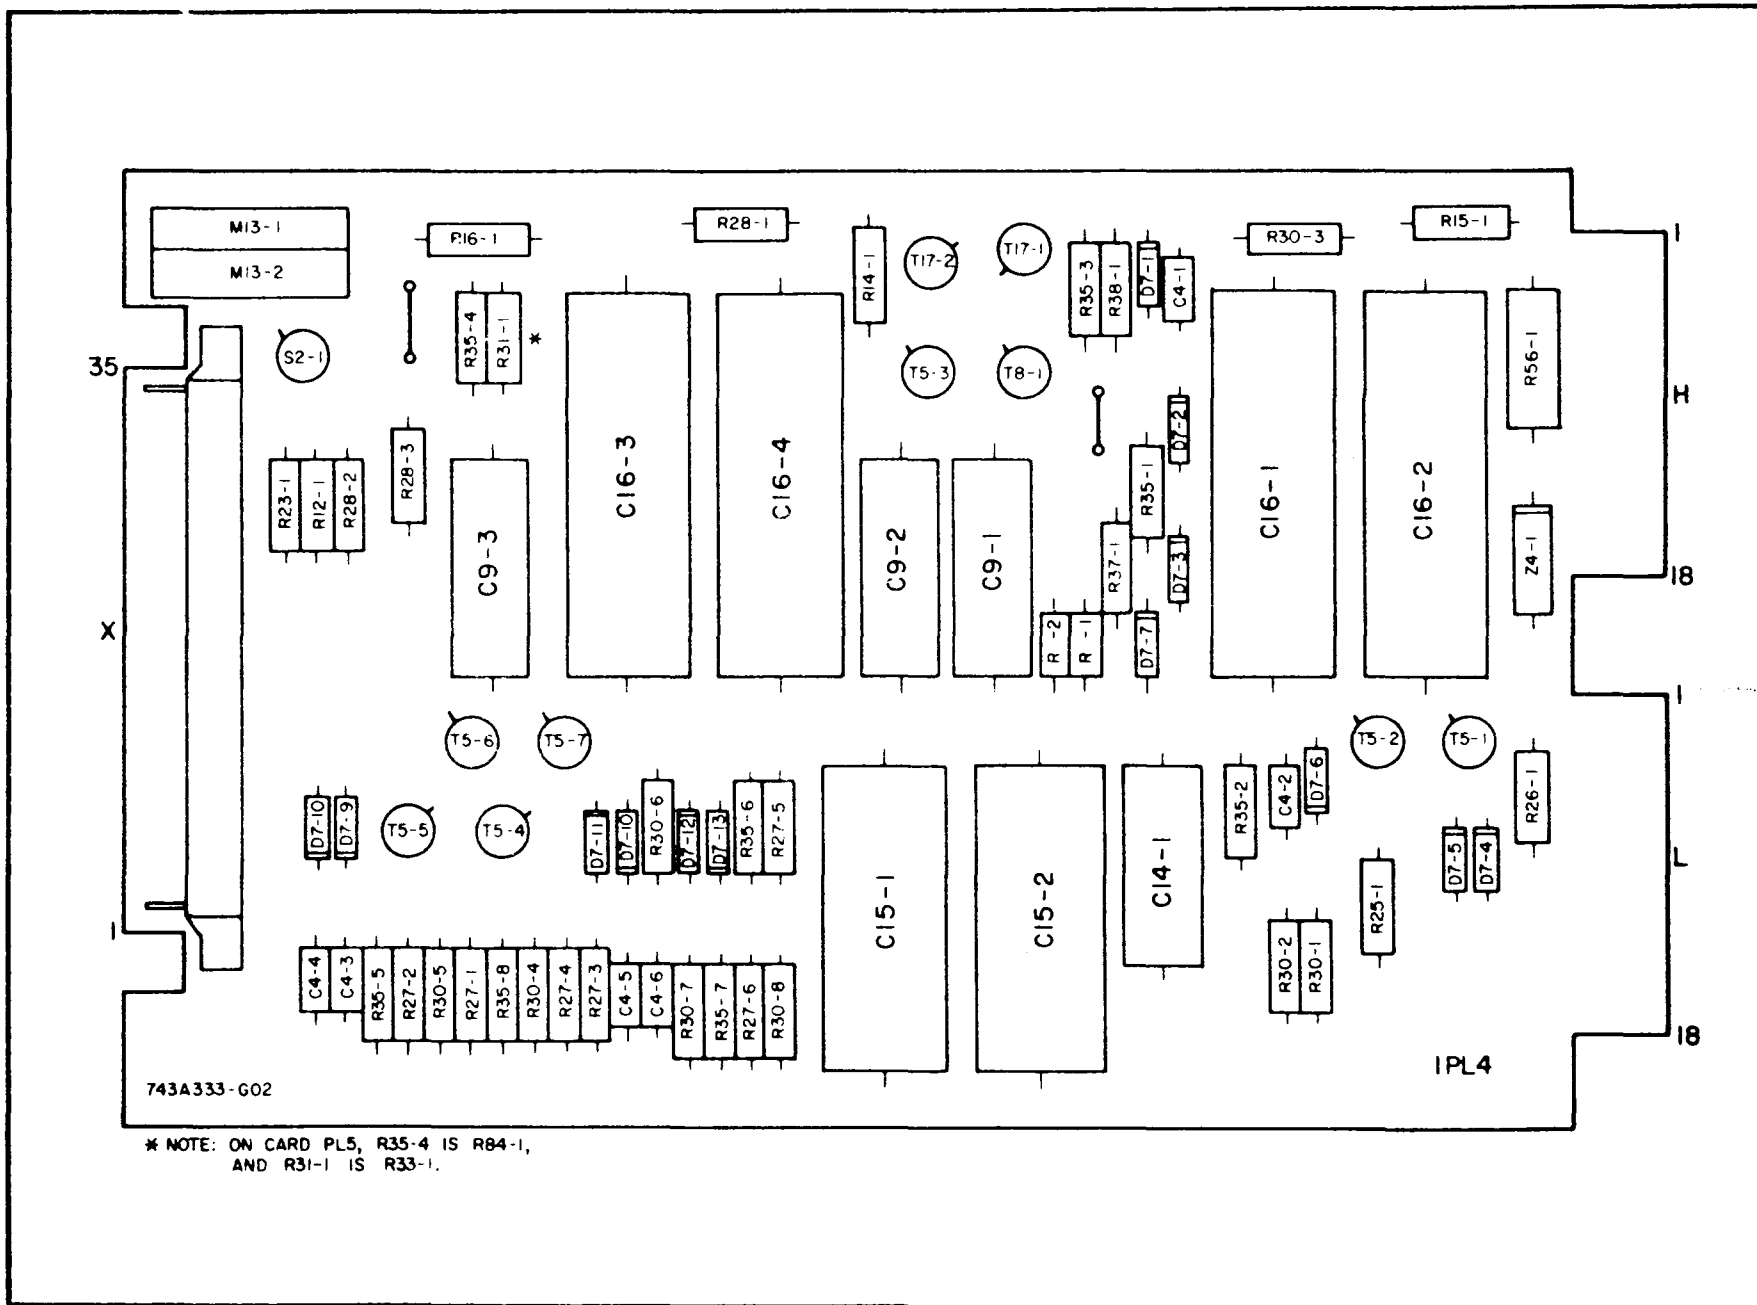 M13-1
M13-2
R16-1
R28-1
R14-1
T17-2
T17-1
R35-3
R38-1
D7-1
C4-1
R30-3
R15-1
1
35
S2-1
R35-4
R31-1
*
C16-3
C16-4
T5-3
T8-1
D7-2
C16-1
C16-2
R56-1
H
R23-1
R12-1
R28-2
R28-3
C9-3
C9-2
C9-1
R35-1
R37-1
D7-3
Z4-1
18
X
R -2
R -1
D7-7
1
T5-6
T5-7
T5-2
T5-1
D7-10
D7-9
T5-5
T5-4
D7-11
D7-10
R30-6
D7-12
D7-13
R35-6
R27-5
C15-1
C15-2
C14-1
R35-2
C4-2
D7-6
R25-1
D7-5
D7-4
R26-1
L
1
C4-4
C4-3
R35-5
R27-2
R30-5
R27-1
R35-8
R30-4
R27-4
R27-3
C4-5
C4-6
R30-7
R35-7
R27-6
R30-8
R30-2
R30-1
18
1PL4
743A333-G02
* NOTE: ON CARD PL5, R35-4 IS R84-1,
AND R31-1 IS R33-1.